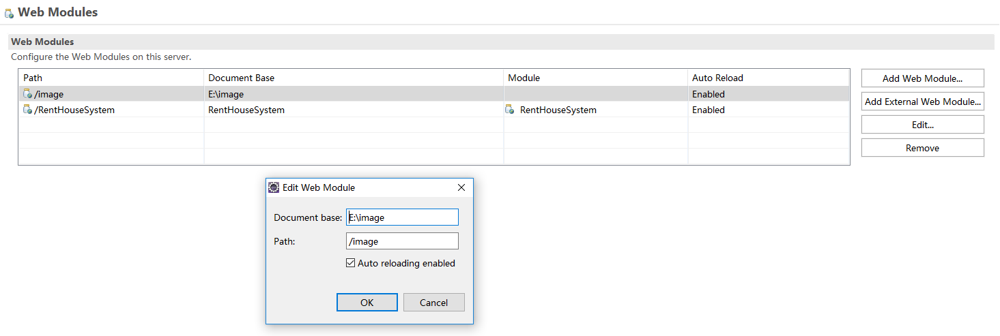 Web Modules
Web Modules
Configure the Web Modules on this server.
Path Document Base Module Auto Reload
/image E:\image Enabled
/RentHouseSystem RentHouseSystem RentHouseSystem Enabled
Add Web Module...
Add External Web Module...
Edit...
Remove
Edit Web Module
Document base: E:\image
Path: /image
Auto reloading enabled
OK Cancel